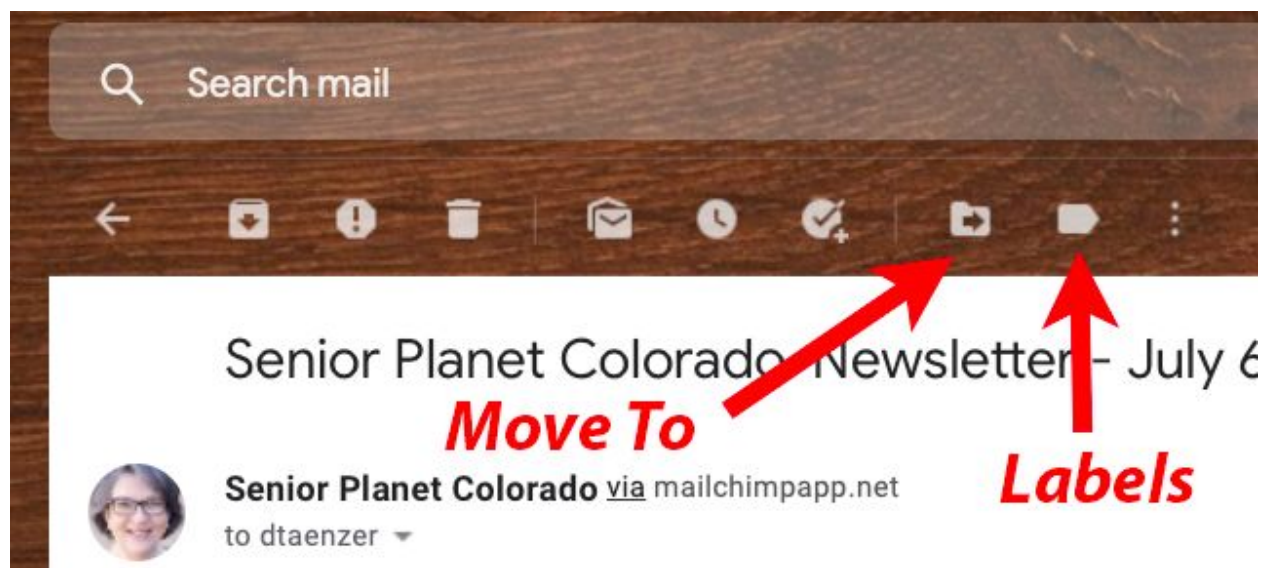 Search mail
Senior Planet Colorado Newsletter - July 6
Move To
Labels
Senior Planet Colorado via mailchimpapp.net
to dtaenzer